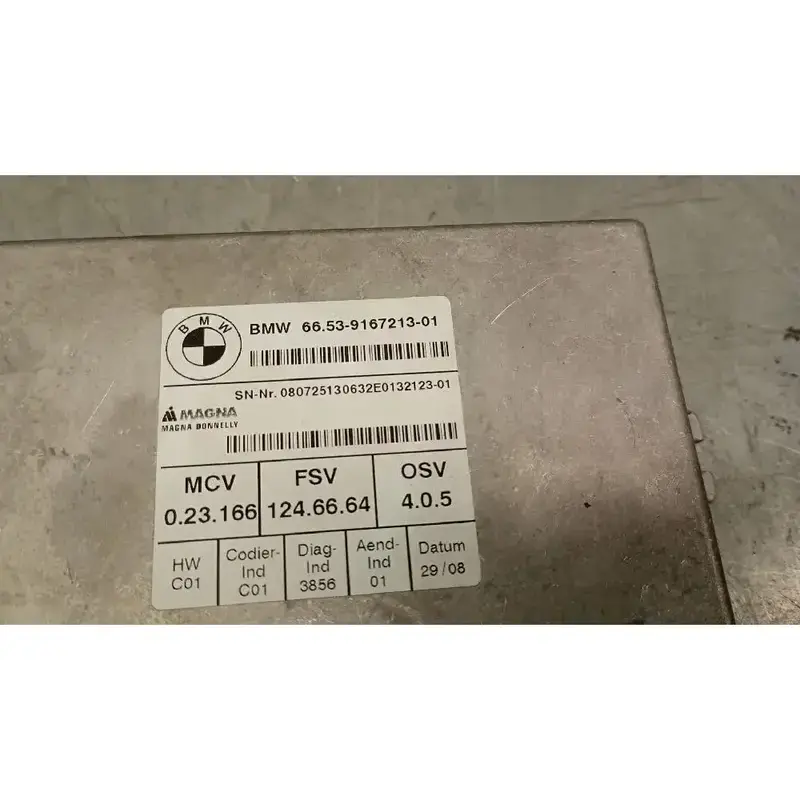 BMW
BMW 66.53-9167213-01
SN-Nr. 080725130632E0132123-01
MAGNA
MAGNA DONNELLY
MCV FSV OSV
0.23.166 124.66.64 4.0.5
HW Codier- Diag- Aend- Datum
C01 Ind Ind Ind 29/08
C01 3856 01